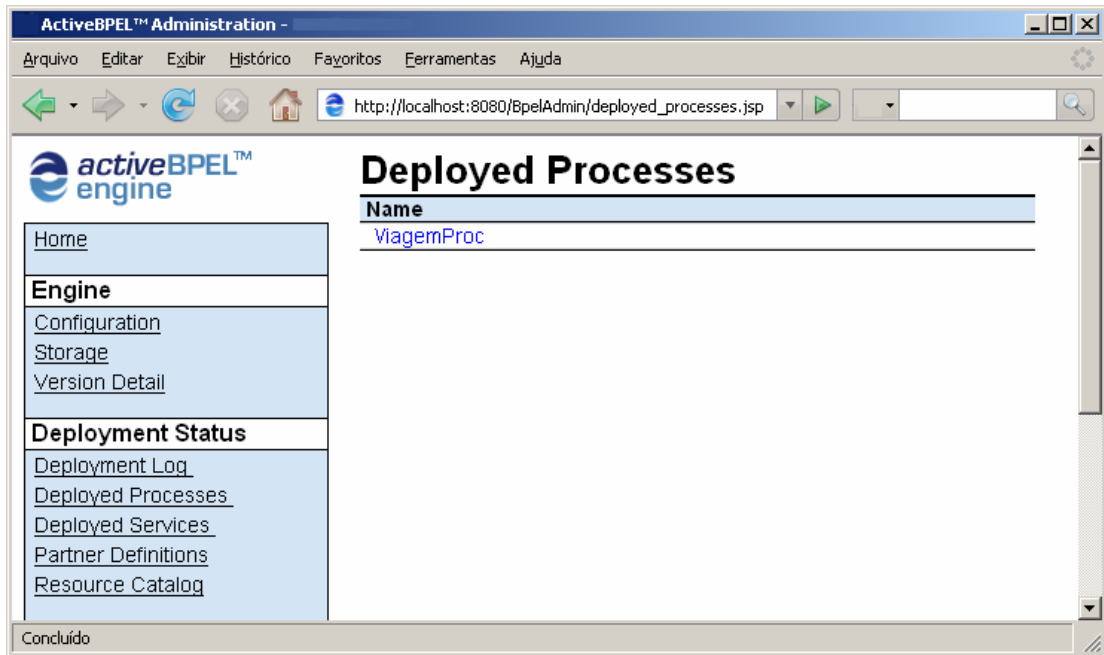 ActiveBPEL™ Administration -
Arquivo Editar Exibir Histórico Favoritos Ferramentas Ajuda
http://localhost:8080/BpelAdmin/deployed_processes.jsp
activeBPEL™
engine
Deployed Processes
Name
ViagemProc
Home
Engine
Configuration
Storage
Version Detail
Deployment Status
Deployment Log
Deployed Processes
Deployed Services
Partner Definitions
Resource Catalog
Concluído